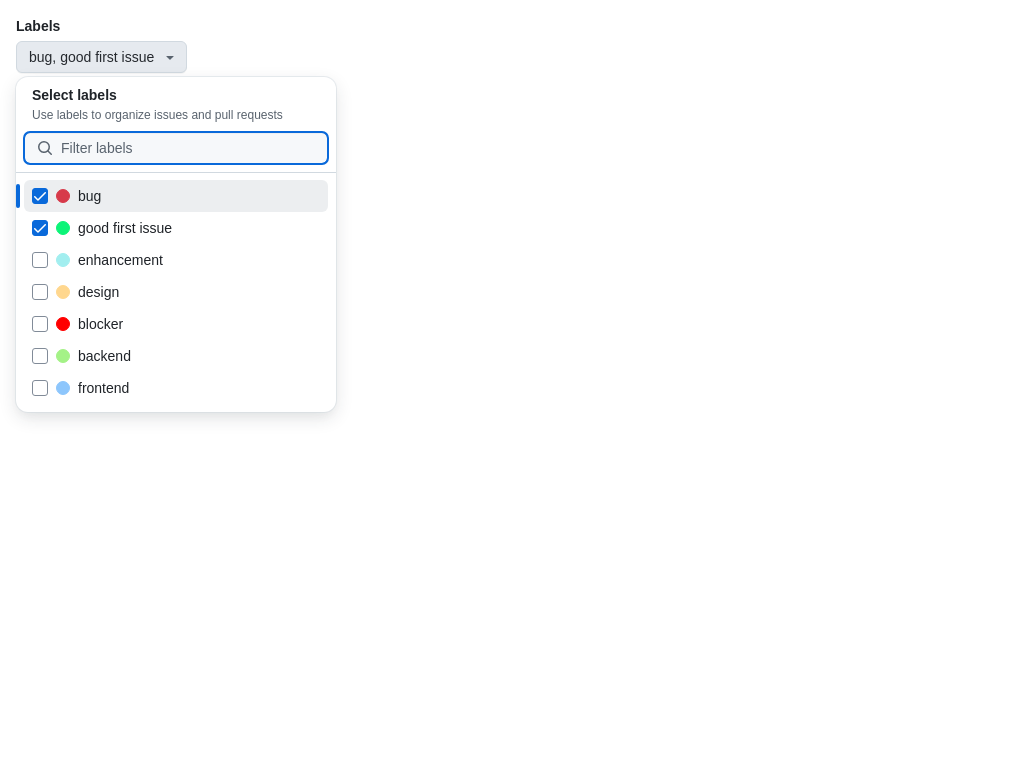 Labels
bug, good first issue
Select labels
Use labels to organize issues and pull requests
Filter labels
bug
good first issue
enhancement
design
blocker
backend
frontend